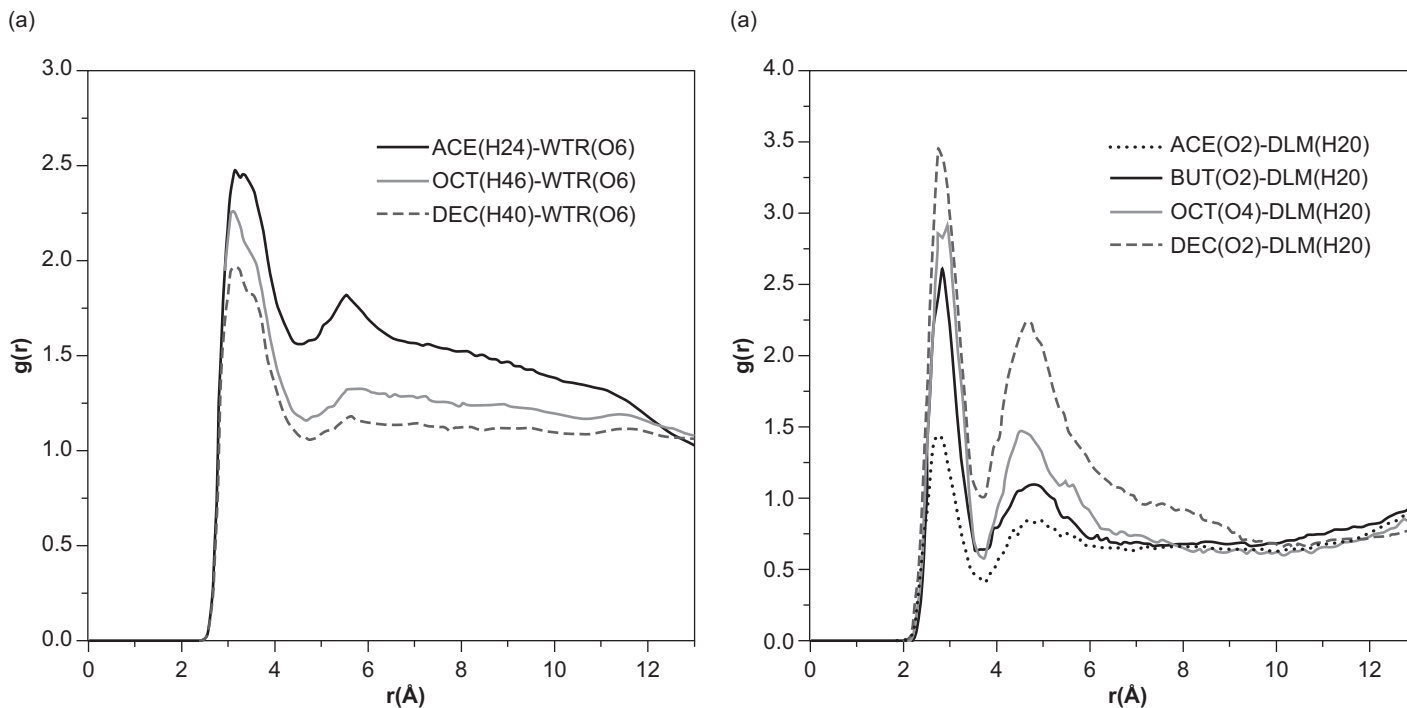 (a)
3.0
2.5
2.0
1.5
1.0
0.5
0.0
g(r)
ACE(H24)-WTR(O6)
OCT(H46)-WTR(O6)
DEC(H40)-WTR(O6)
0 2 4 6 8 10 12
r(Å)
(a)
4.0
3.5
3.0
2.5
2.0
1.5
1.0
0.5
0.0
g(r)
ACE(O2)-DLM(H20)
BUT(O2)-DLM(H20)
OCT(O4)-DLM(H20)
DEC(O2)-DLM(H20)
0 2 4 6 8 10 12
r(Å)